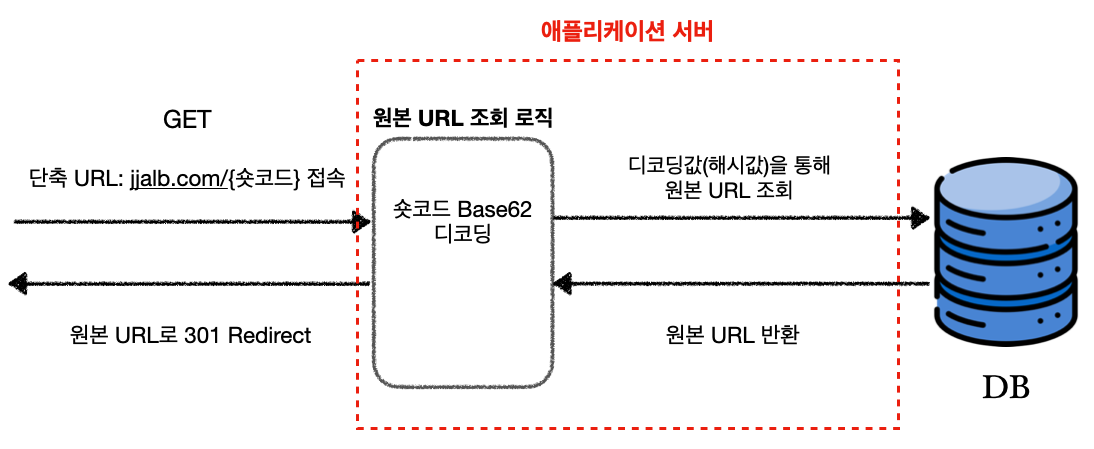 애플리케이션 서버
GET
원본 URL 조회 로직
단축 URL: jjalb.com/{숏코드} 접속
숏코드 Base62
디코딩
디코딩값(해시값)을 통해
원본 URL 조회
원본 URL로 301 Redirect
원본 URL 반환
DB